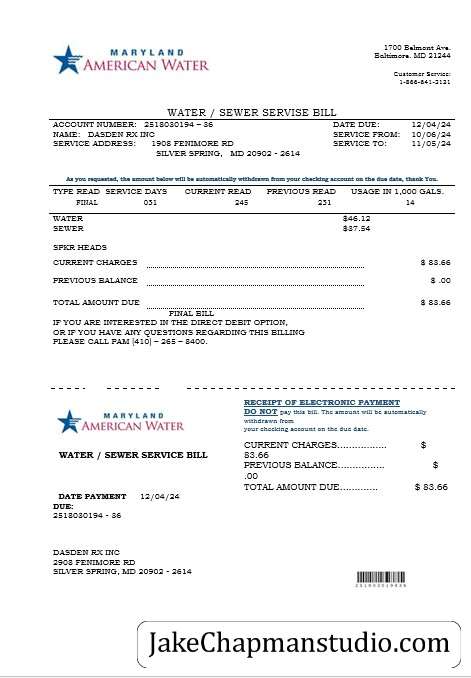 MARYLAND
AMERICAN WATER
1700 Belmont Ave.
Baltimore, MD 21244
Customer Service:
1-866-641-2131
WATER / SEWER SERVISE BILL
ACCOUNT NUMBER: 2518030194 – 36 DATE DUE: 12/04/24
NAME: DASDEN RX INC SERVICE FROM: 10/06/24
SERVICE ADDRESS: 1908 FENIMORE RD SERVICE TO: 11/05/24
SILVER SPRING, MD 20902 - 2614
As you requested, the amount below will be automatically withdrawn from your checking account on the due date, thank You.
TYPE READ SERVICE DAYS CURRENT READ PREVIOUS READ USAGE IN 1,000 GALS.
FINAL 031 245 231 14
WATER $46.12
SEWER $37.54
SPKR HEADS
CURRENT CHARGES $ 83.66
PREVIOUS BALANCE $ .00
TOTAL AMOUNT DUE $ 83.66
FINAL BILL
IF YOU ARE INTERESTED IN THE DIRECT DEBIT OPTION,
OR IF YOU HAVE ANY QUESTIONS REGARDING THIS BILLING
PLEASE CALL PAM (410) – 265 – 8400.
MARYLAND
AMERICAN WATER
WATER / SEWER SERVICE BILL
DATE PAYMENT 12/04/24
DUE:
2518030194 - 36
DASDEN RX INC
2908 FENIMORE RD
SILVER SPRING, MD 20902 - 2614
RECEIPT OF ELECTRONIC PAYMENT
DO NOT pay this bill. The amount will be automatically
withdrawn from
your checking account on the due date.
CURRENT CHARGES................. $
83.66
PREVIOUS BALANCE................ $
.00
TOTAL AMOUNT DUE............. $ 83.66
JakeChapmanstudio.com